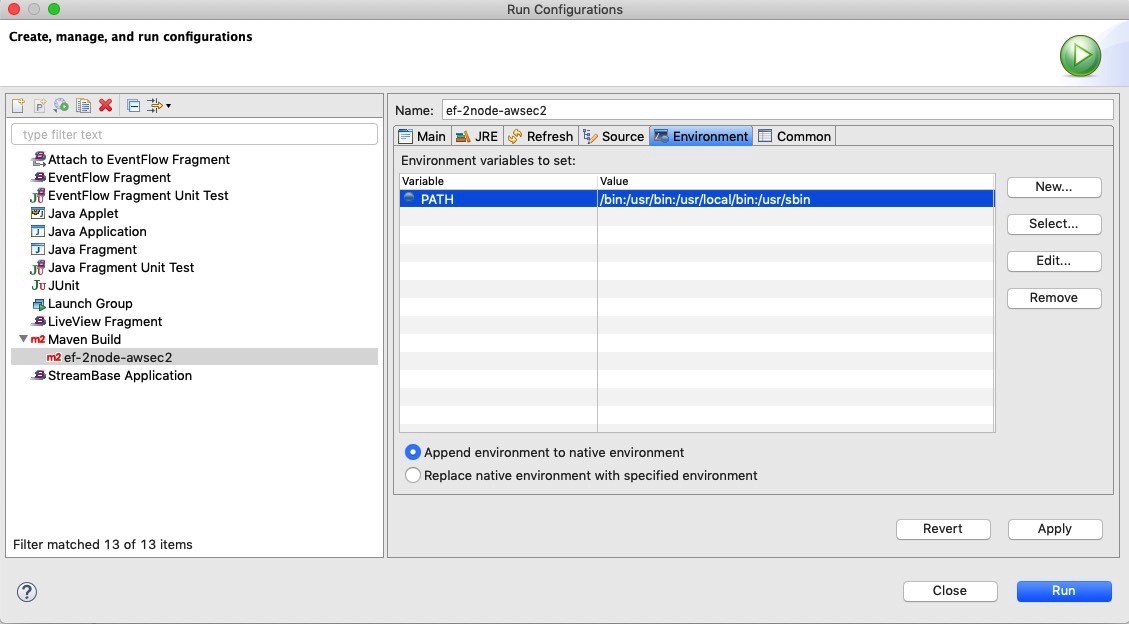 Run Configurations
Create, manage, and run configurations
type filter text
Attach to EventFlow Fragment
EventFlow Fragment
EventFlow Fragment Unit Test
Java Applet
Java Application
Java Fragment
Java Fragment Unit Test
Ju JUnit
Launch Group
LiveView Fragment
m2 Maven Build
m2 ef-2node-awsec2
StreamBase Application
Filter matched 13 of 13 items
Name: ef-2node-awsec2
Main JRE Refresh Source Environment Common
Environment variables to set:
Variable Value
PATH /bin:/usr/bin:/usr/local/bin:/usr/sbin
New...
Select...
Edit...
Remove
Append environment to native environment
Replace native environment with specified environment
Revert Apply
? Close Run